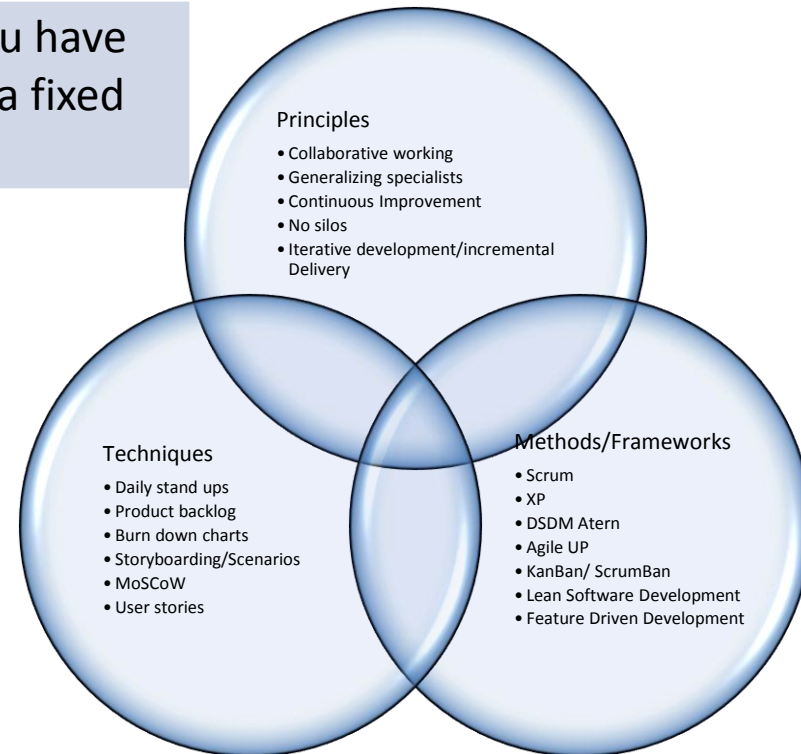 ou have
a fixed
Principles
• Collaborative working
• Generalizing specialists
• Continuous Improvement
• No silos
• Iterative development/incremental
Delivery
Techniques
• Daily stand ups
• Product backlog
• Burn down charts
• Storyboarding/Scenarios
• MoSCoW
• User stories
Methods/Frameworks
• Scrum
• XP
• DSDM Atern
• Agile UP
• KanBan/ ScrumBan
• Lean Software Development
• Feature Driven Development